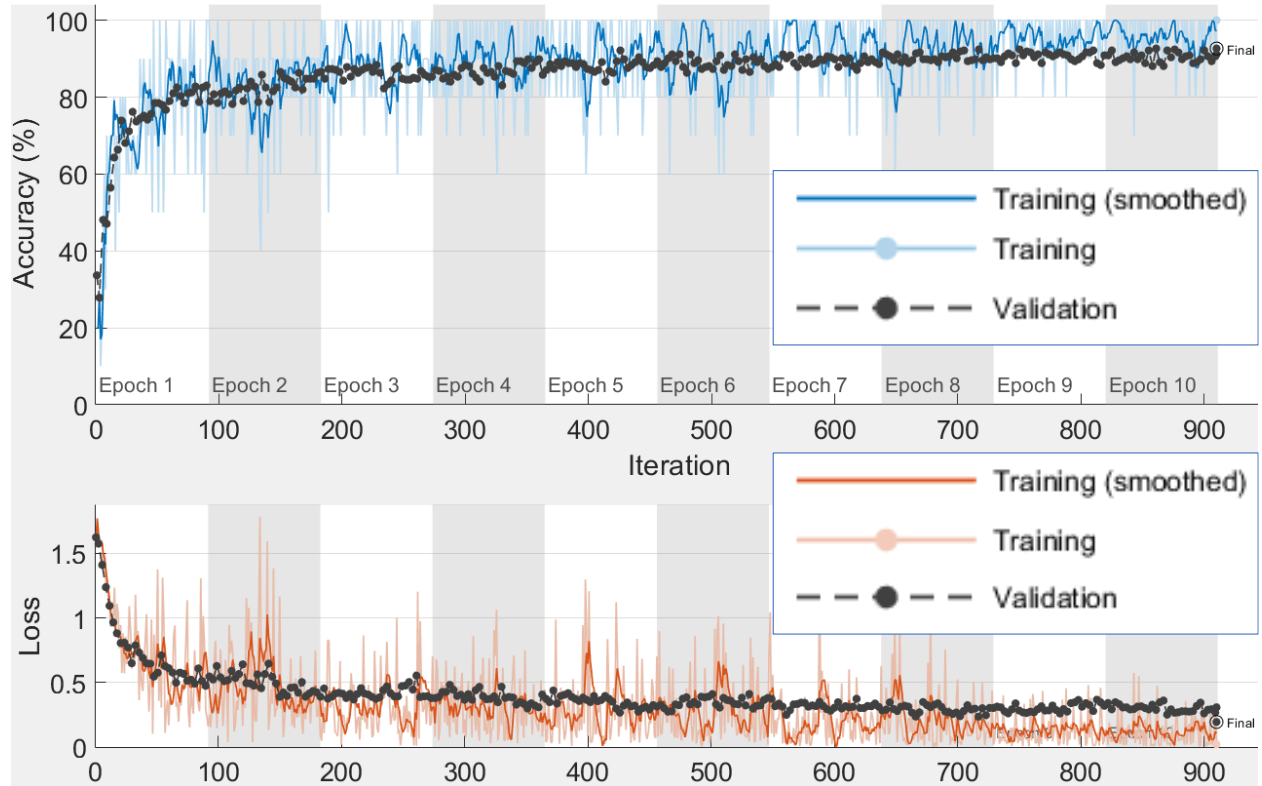 100
80
60
40
20
0
Accuracy (%)
Final
Training (smoothed)
Training
Validation
Epoch 1
Epoch 2
Epoch 3
Epoch 4
Epoch 5
Epoch 6
Epoch 7
Epoch 8
Epoch 9
Epoch 10
0 100 200 300 400 500 600 700 800 900
Iteration
Training (smoothed)
Training
Validation
1.5
1
0.5
0
Loss
Final
0 100 200 300 400 500 600 700 800 900